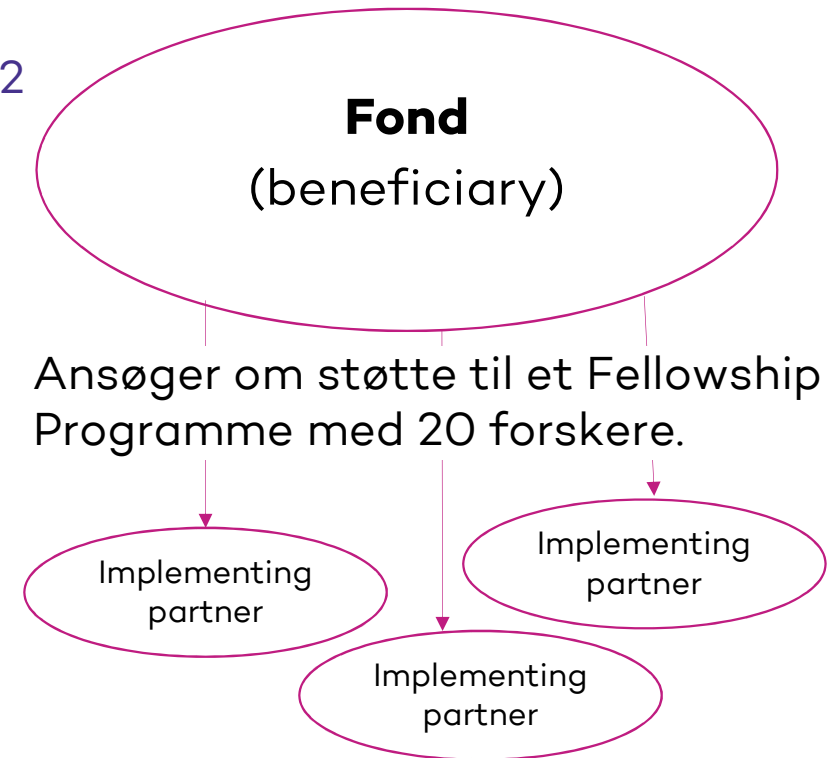 2
Fond
(beneficiary)
Ansøger om støtte til et Fellowship
Programme med 20 forskere.
Implementing
partner
Implementing
partner
Implementing
partner